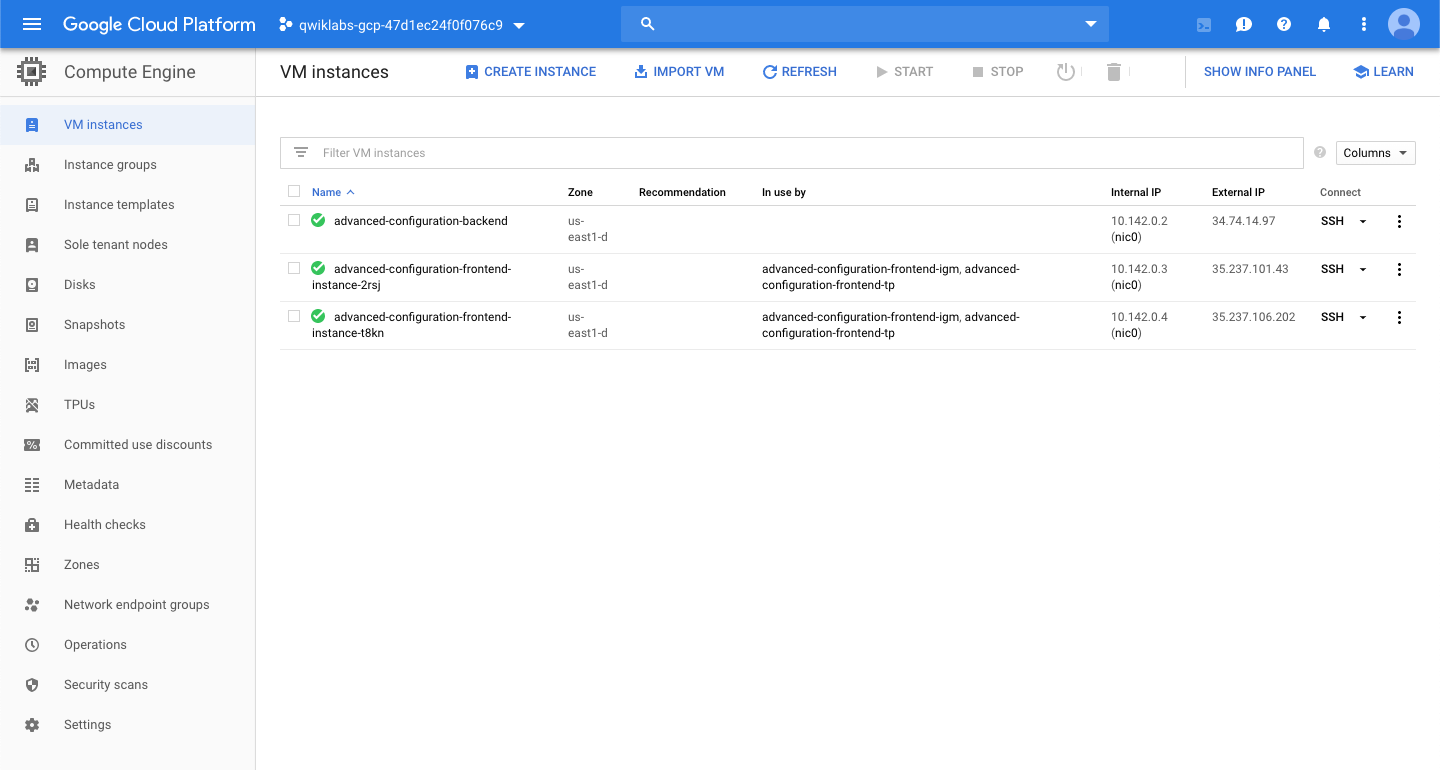 Google Cloud Platform
qwiklabs-gcp-47d1ec24f0f076c9
Compute Engine
VM instances
CREATE INSTANCE
IMPORT VM
REFRESH
START
STOP
SHOW INFO PANEL
LEARN
VM instances
Instance groups
Instance templates
Sole tenant nodes
Disks
Snapshots
Images
TPUs
Committed use discounts
Metadata
Health checks
Zones
Network endpoint groups
Operations
Security scans
Settings
Filter VM instances
Columns
Name Zone Recommendation In use by Internal IP External IP Connect
advanced-configuration-backend us- 10.142.0.2 34.74.14.97 SSH
east1-d (nic0)
advanced-configuration-frontend- us- advanced-configuration-frontend-igm, advanced- 10.142.0.3 35.237.101.43 SSH
instance-2rsj east1-d configuration-frontend-tp (nic0)
advanced-configuration-frontend- us- advanced-configuration-frontend-igm, advanced- 10.142.0.4 35.237.106.202 SSH
instance-t8kn east1-d configuration-frontend-tp (nic0)